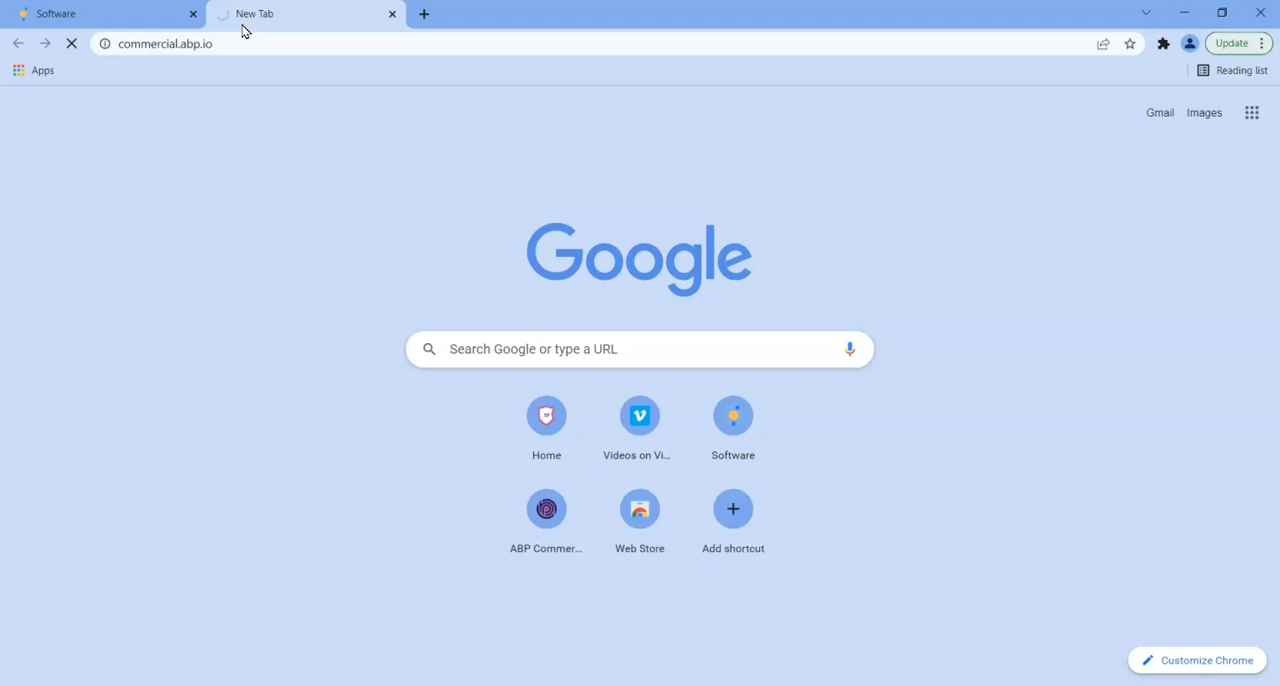 Software
New Tab
commercial.abp.io
Update
Apps
Reading list
Gmail
Images
Google
Search Google or type a URL
Home
Videos on Vi...
Software
ABP Commer...
Web Store
Add shortcut
Customize Chrome